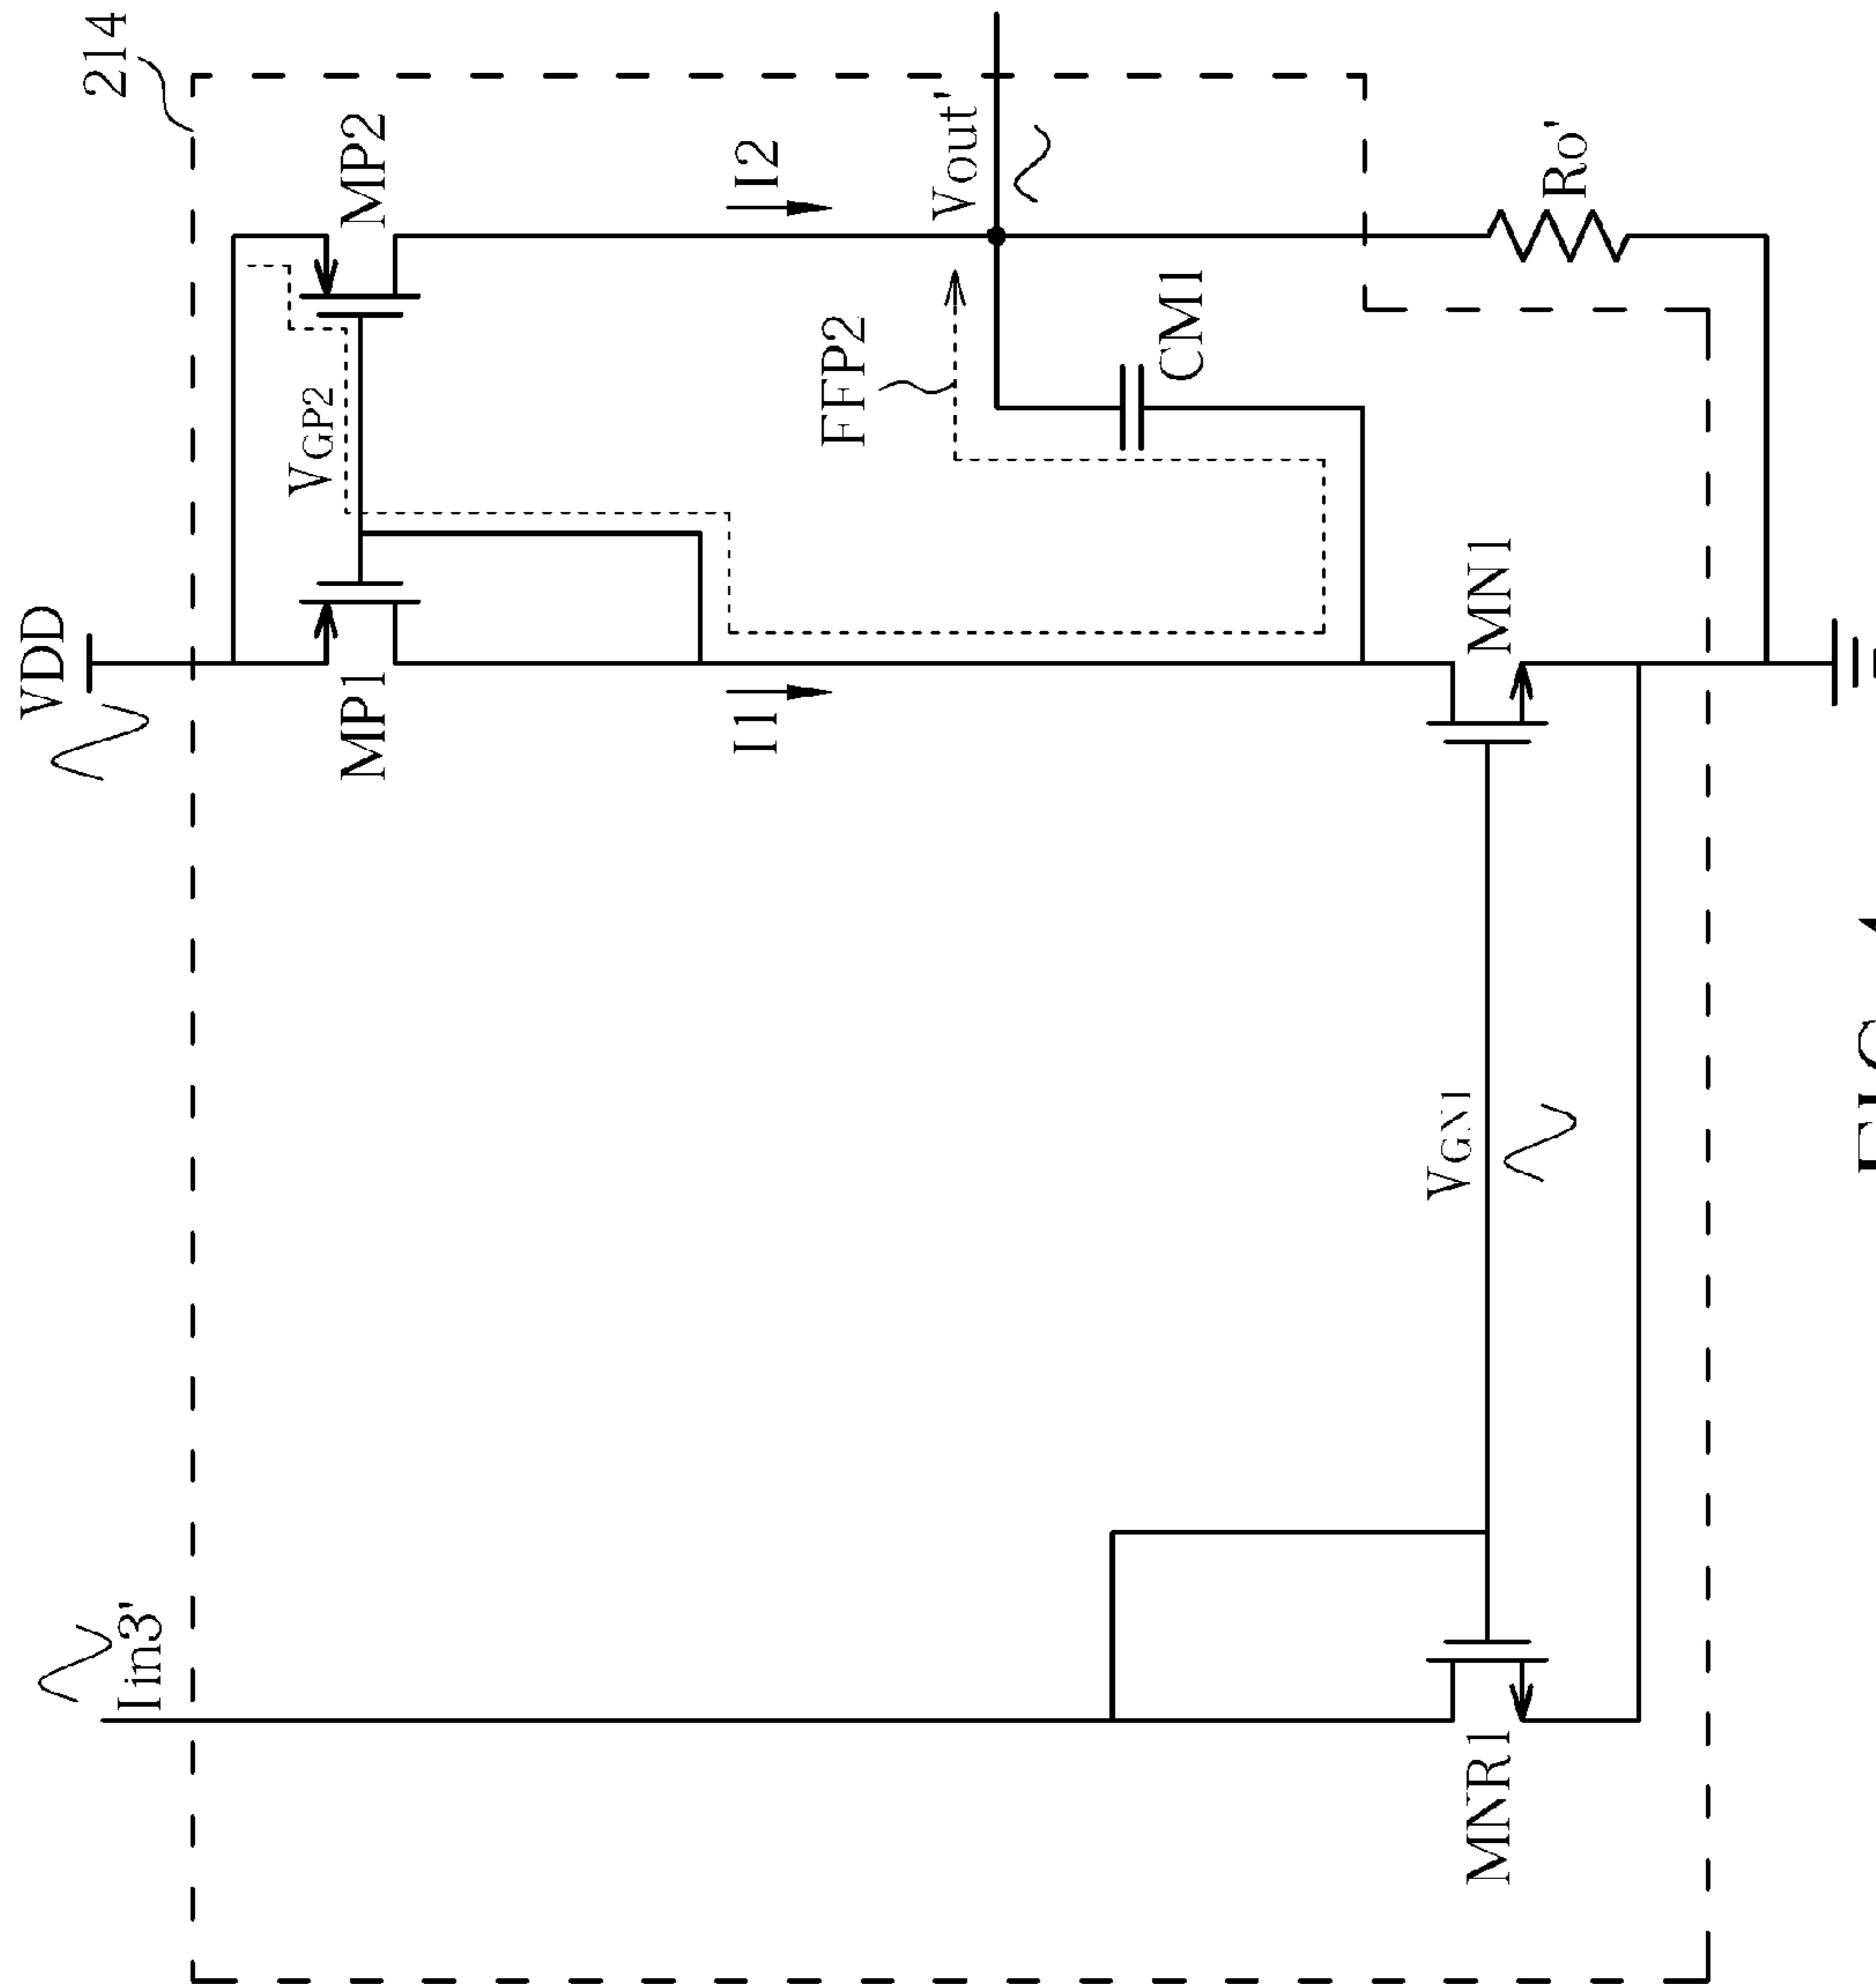 214
VDD
Iin3'
MP1
MP2
VGP2
I1
I2
FFP2
Vout'
CM1
VGN1
MNR1
MN1
Ro'